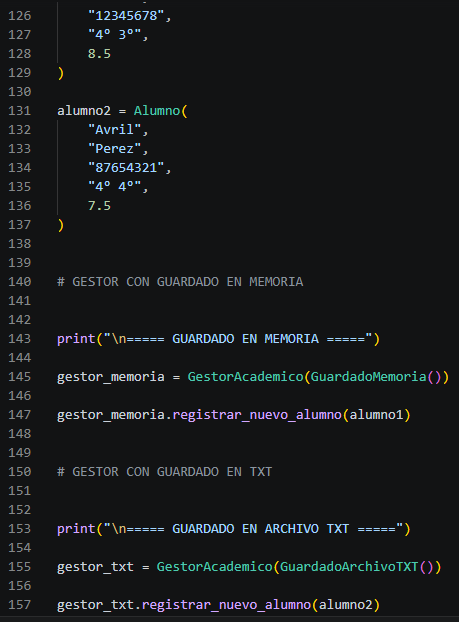 126 "12345678",
127 "4° 3°",
128 8.5
129 )
130
131 alumno2 = Alumno(
132 "Avril",
133 "Perez",
134 "87654321",
135 "4° 4°",
136 7.5
137 )
138
139
140 # GESTOR CON GUARDADO EN MEMORIA
141
142
143 print("\n===== GUARDADO EN MEMORIA =====")
144
145 gestor_memoria = GestorAcademico(GuardadoMemoria())
146
147 gestor_memoria.registrar_nuevo_alumno(alumno1)
148
149
150 # GESTOR CON GUARDADO EN TXT
151
152
153 print("\n===== GUARDADO EN ARCHIVO TXT =====")
154
155 gestor_txt = GestorAcademico(GuardadoArchivoTXT())
156
157 gestor_txt.registrar_nuevo_alumno(alumno2)